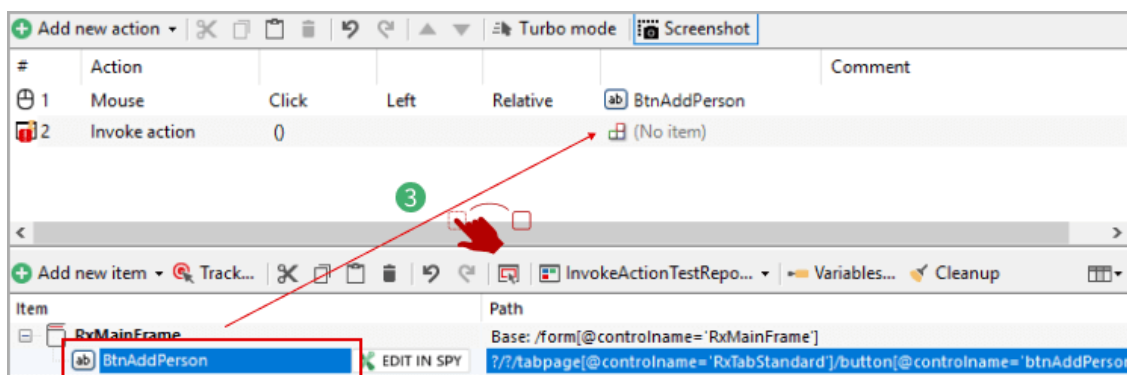 Add new action Turbo mode Screenshot
# Action Comment
1 Mouse Click Left Relative ab BtnAddPerson
2 Invoke action () (No item)
3
Add new item Track... InvokeActionTestRepo... Variables... Cleanup
Item Path
RxMainFrame Base: /form[@controlname='RxMainFrame']
ab BtnAddPerson EDIT IN SPY ?/?/tabpage[@controlname='RxTabStandard']/button[@controlname='btnAddPerson